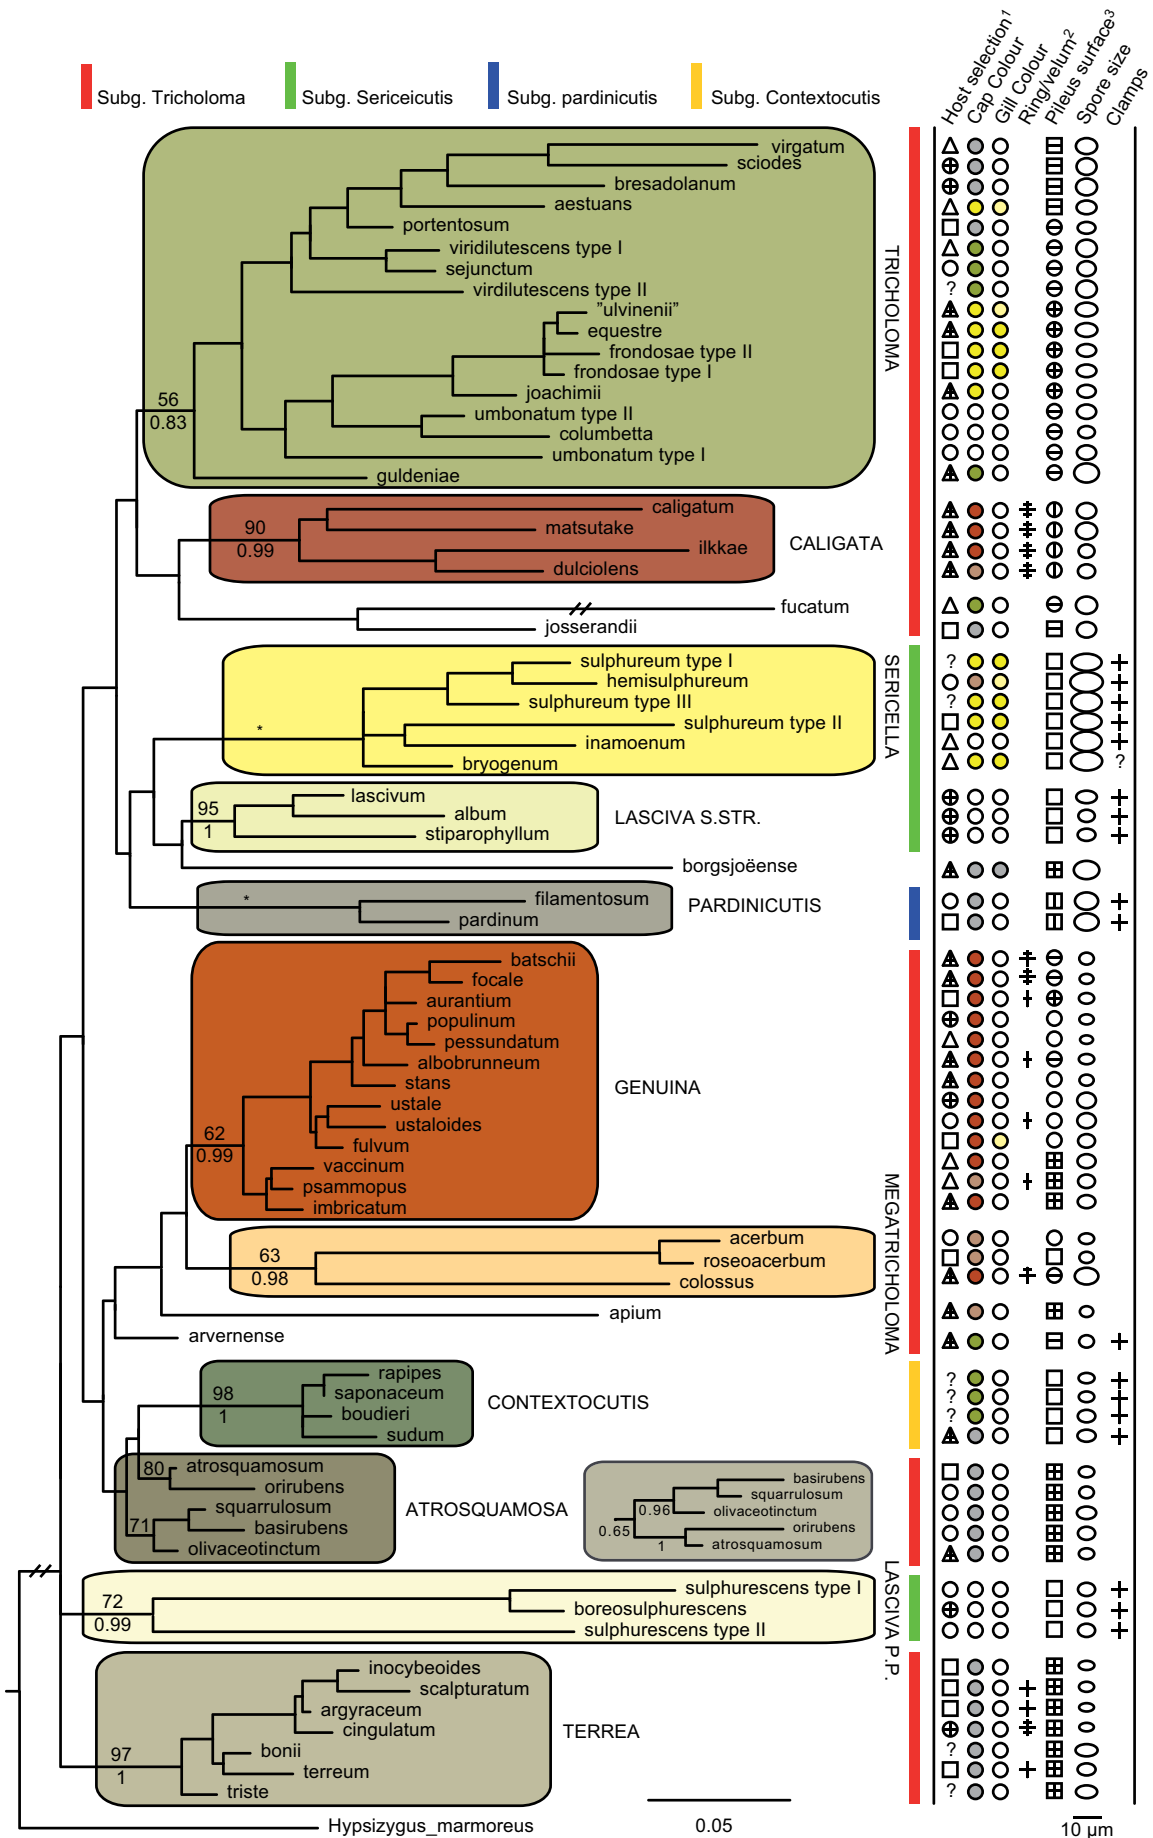 Host selection1
Cap Colour
Gill Colour
Ring/velum2
Pileus surface3
Spore size
Clamps
Subg. Tricholoma
Subg. Sericeicutis
Subg. pardinicutis
Subg. Contextocutis
virgatum
sciodes
bresadolanum
aestuans
portentosum
viridilutescens type I
sejunctum
virdilutescens type II
?
"ulvinenii"
equestre
frondosae type II
frondosae type I
joachimii
umbonatum type II
columbetta
umbonatum type I
guldeniae
56
0.83
TRICHOLOMA
caligatum
matsutake
ilkkae
dulciolens
90
0.99
CALIGATA
fucatum
josserandii
sulphureum type I
?
hemisulphureum
sulphureum type III
?
sulphureum type II
inamoenum
bryogenum
?
*
SERICELLA
lascivum
album
stiparophyllum
95
1
LASCIVA S.STR.
borgsjoëense
filamentosum
pardinum
*
PARDINICUTIS
batschii
focale
aurantium
populinum
pessundatum
albobrunneum
stans
ustale
ustaloides
fulvum
vaccinum
psammopus
imbricatum
62
0.99
GENUINA
acerbum
roseoacerbum
colossus
63
0.98
apium
arvernense
MEGATRICHOLOMA
rapipes
?
saponaceum
?
boudieri
?
sudum
98
1
CONTEXTOCUTIS
atrosquamosum
orirubens
squarrulosum
basirubens
olivaceotinctum
80
71
ATROSQUAMOSA
basirubens
squarrulosum
olivaceotinctum
orirubens
atrosquamosum
0.96
0.65
1
sulphurescens type I
boreosulphurescens
sulphurescens type II
72
0.99
LASCIVA P.P.
inocybeoides
scalpturatum
argyraceum
cingulatum
bonii
?
terreum
triste
?
97
1
TERREA
Hypsizygus_marmoreus
0.05
10 µm